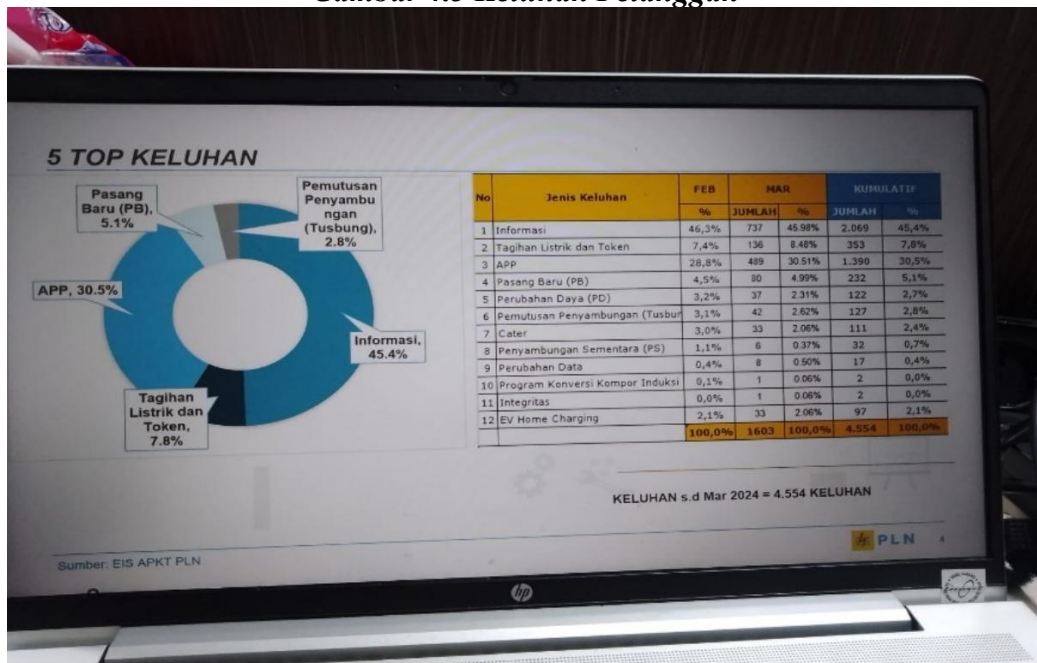 5 TOP KELUHAN
Pasang
Baru (PB),
5.1%
Pemutusan
Penyambu
ngan
(Tusbung),
2.8%
APP, 30.5%
Informasi,
45.4%
Tagihan
Listrik dan
Token,
7.8%
No Jenis Keluhan FEB MAR KUMULATIF
% JUMLAH % JUMLAH %
1 Informasi 46,3% 737 45.98% 2.069 45,4%
2 Tagihan Listrik dan Token 7,4% 136 8.48% 353 7,8%
3 APP 28,8% 489 30.51% 1.390 30,5%
4 Pasang Baru (PB) 4,5% 80 4.99% 232 5,1%
5 Perubahan Daya (PD) 3,2% 37 2.31% 122 2,7%
6 Pemutusan Penyambungan (Tusbun 3,1% 42 2.62% 127 2,8%
7 Cater 3,0% 33 2.06% 111 2,4%
8 Penyambungan Sementara (PS) 1,1% 6 0.37% 32 0,7%
9 Perubahan Data 0,4% 8 0.50% 17 0,4%
10 Program Konversi Kompor Induksi 0,1% 1 0.06% 2 0,0%
11 Integritas 0,0% 1 0.06% 2 0,0%
12 EV Home Charging 2,1% 33 2.06% 97 2,1%
100,0% 1603 100,0% 4.554 100,0%
KELUHAN s.d Mar 2024 = 4.554 KELUHAN
PLN 4
Sumber: EIS APKT PLN
hp